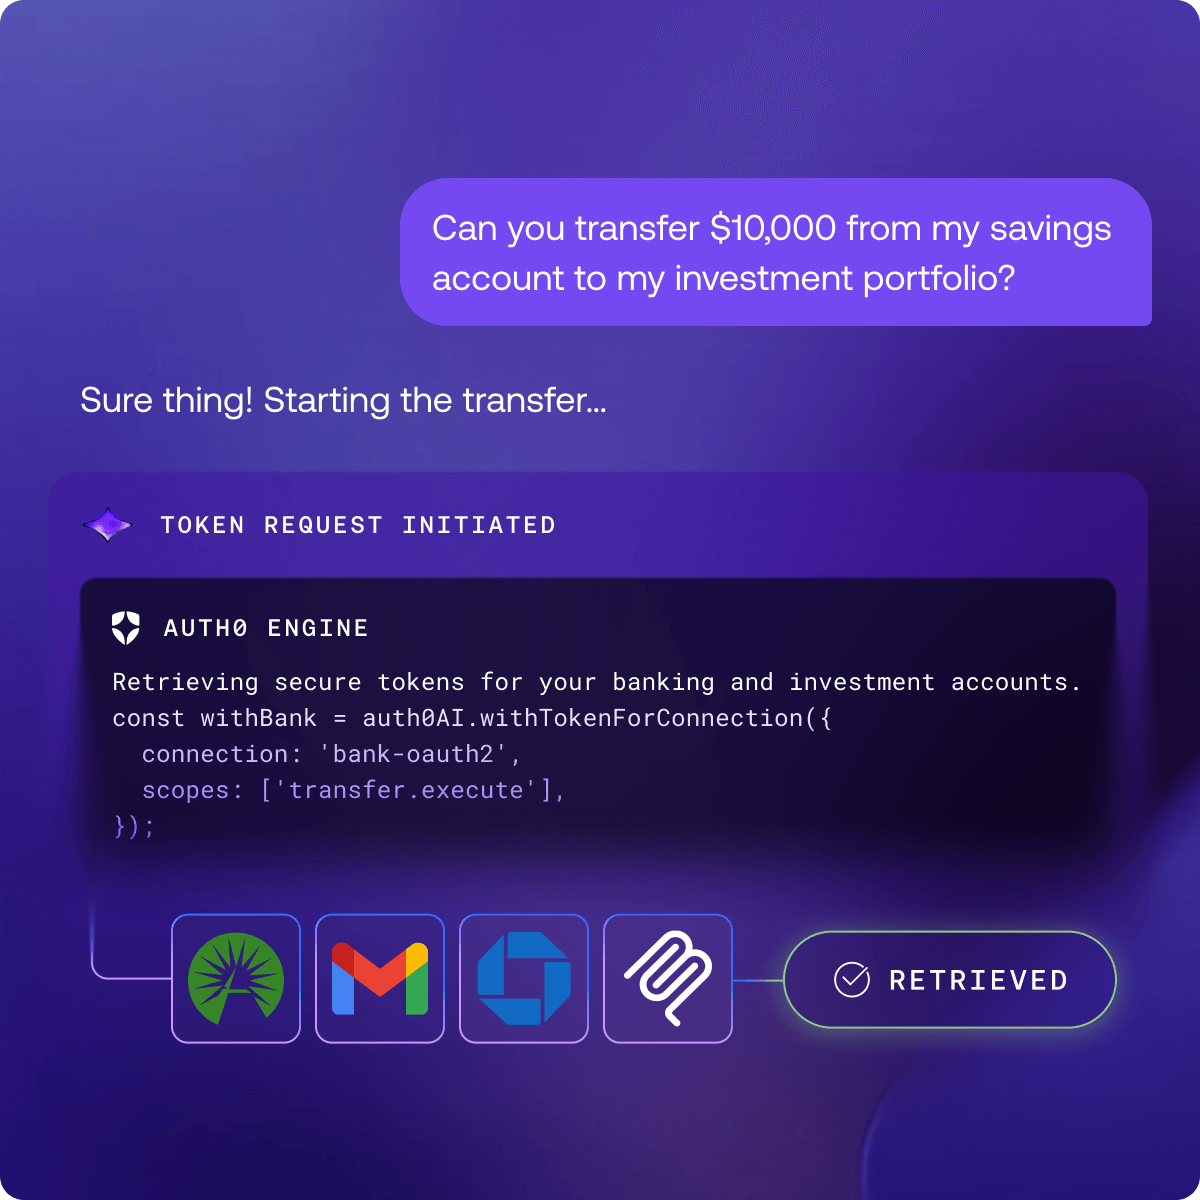 Can you transfer $10,000 from my savings
account to my investment portfolio?
Sure thing! Starting the transfer...
TOKEN REQUEST INITIATED
AUTH0 ENGINE
Retrieving secure tokens for your banking and investment accounts.
const withBank = auth0AI.withTokenForConnection({
  connection: 'bank-oauth2',
  scopes: ['transfer.execute'],
});
RETRIEVED